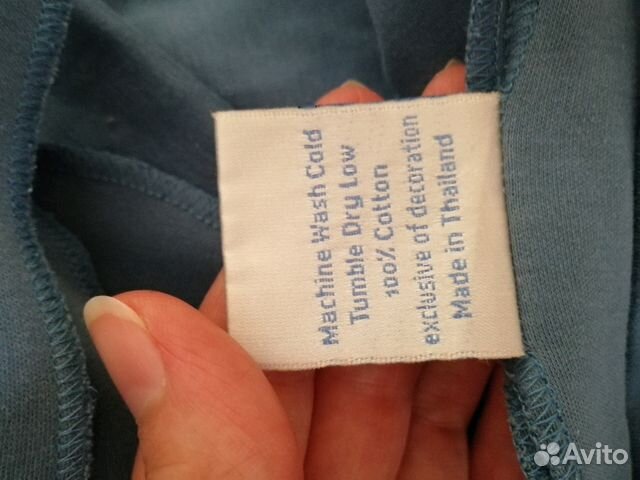 Machine Wash Cold
Tumble Dry Low
100% Cotton
exclusive of decoration
Made in Thailand
Avito